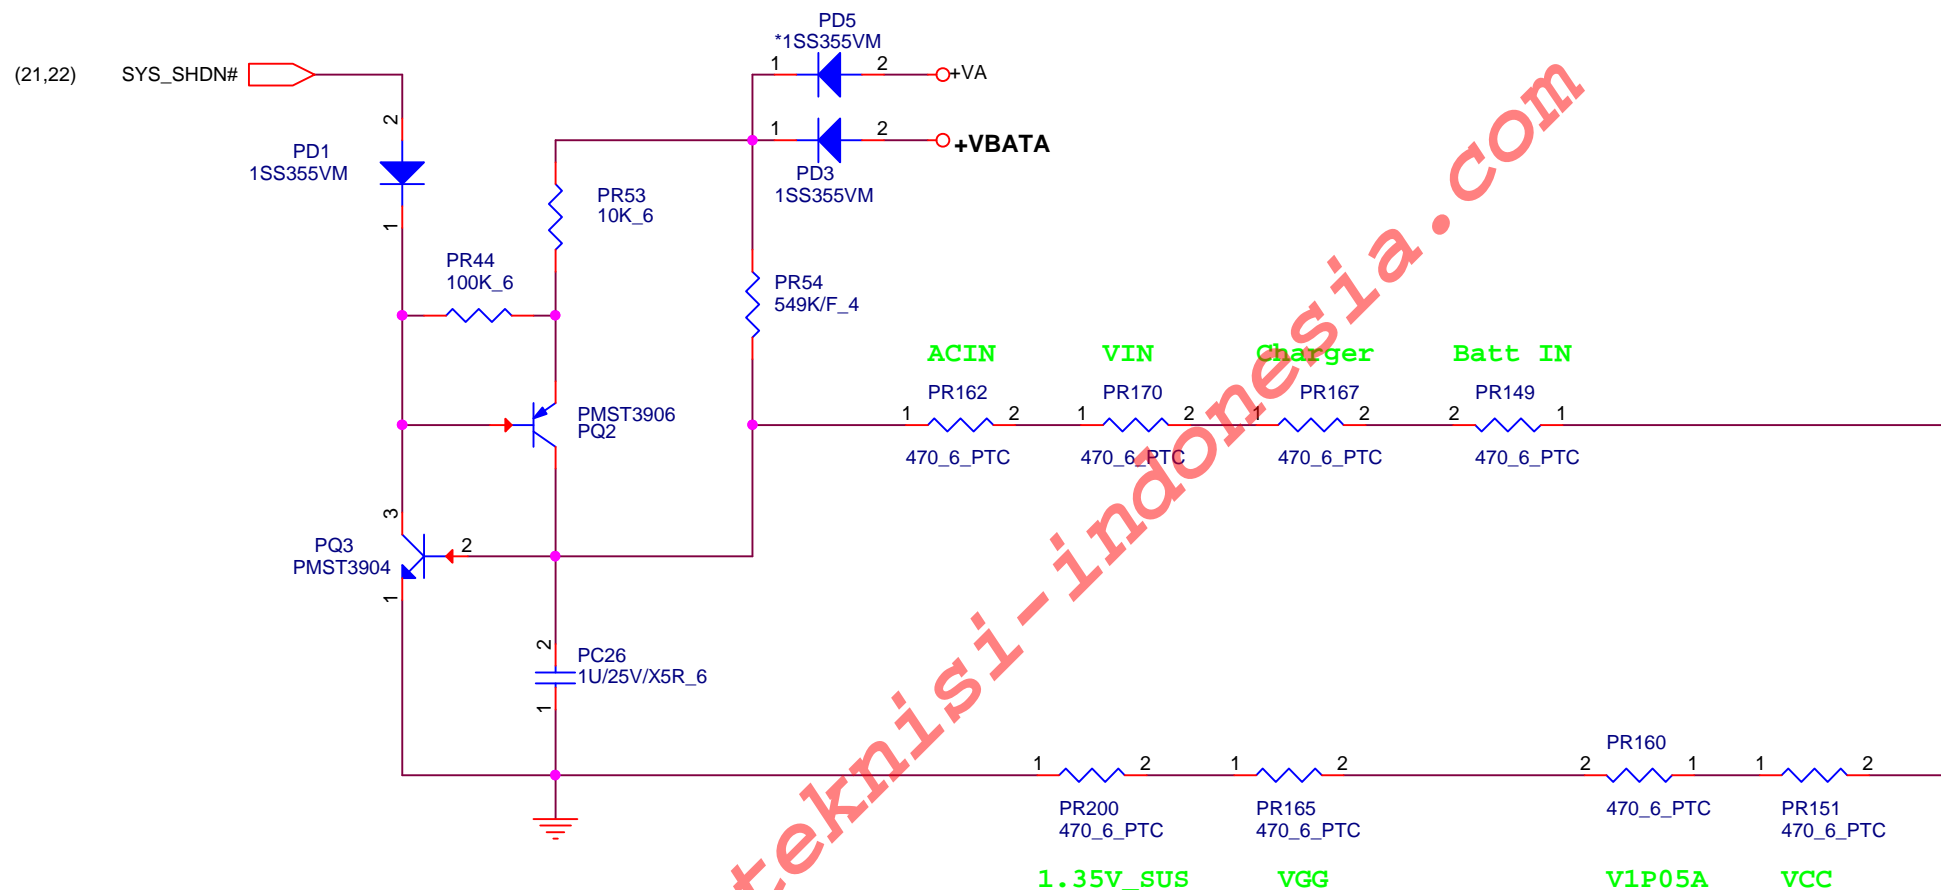 PD5
*1SS355VM
(21,22) SYS_SHDN#
1 2
+VA
1 2
+VBATA
PD3
1SS355VM
2
PD1
1SS355VM
1
PR53
10K_6
PR44
100K_6
PR54
549K/F_4
ACIN VIN Charger Batt IN
PR162 PR170 PR167 PR149
1 2 1 2 1 2 2 1
470_6_PTC 470_6_PTC 470_6_PTC 470_6_PTC
PMST3906
PQ2
3
PQ3
PMST3904
2
1
2
PC26
1U/25V/X5R_6
1
PR160
1 2 1 2 2 1 1 2
PR200 PR165 470_6_PTC PR151
470_6_PTC 470_6_PTC 470_6_PTC
1.35V_SUS VGG V1P05A VCC
teknisi-indonesia.com